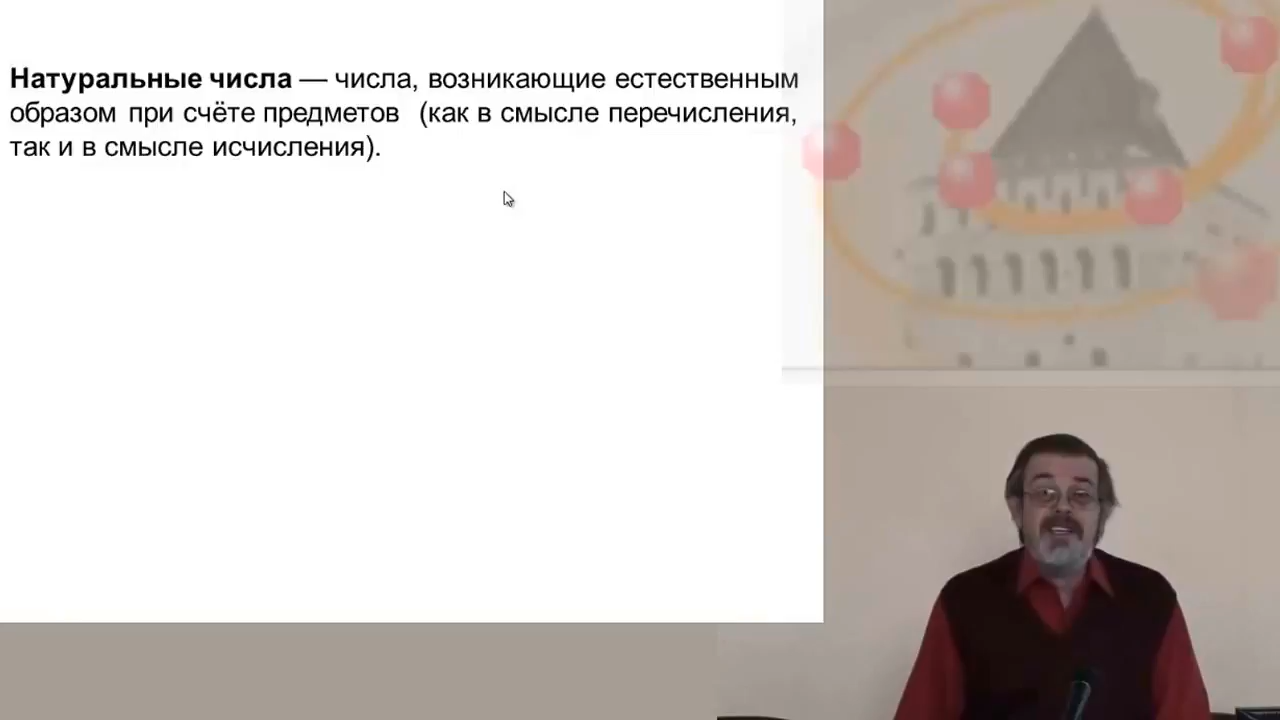 Натуральные числа — числа, возникающие естественным
образом при счёте предметов (как в смысле перечисления,
так и в смысле исчисления).